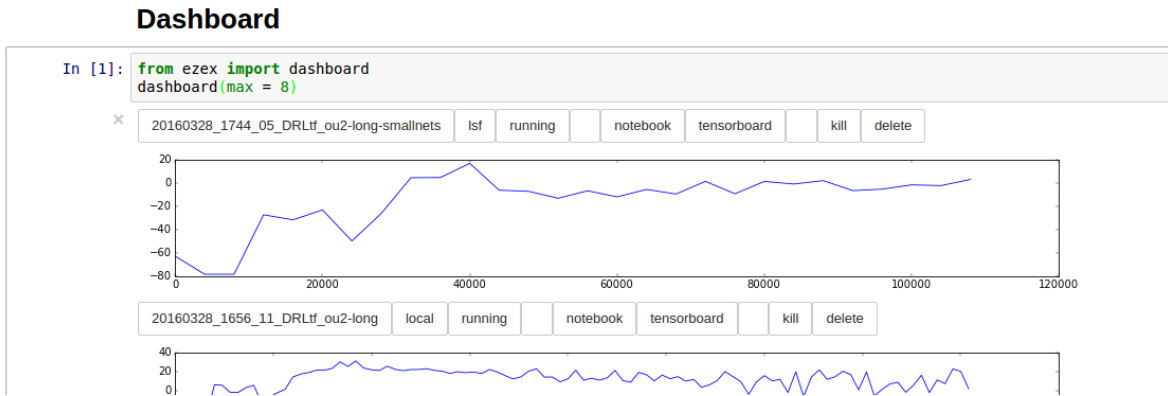 Dashboard
In [1]: from ezex import dashboard
dashboard(max = 8)
×
20160328_1744_05_DRLtf_ou2-long-smallnets lsf running notebook tensorboard kill delete
20
0
−20
−40
−60
−80
0 20000 40000 60000 80000 100000 120000
20160328_1656_11_DRLtf_ou2-long local running notebook tensorboard kill delete
40
20
0